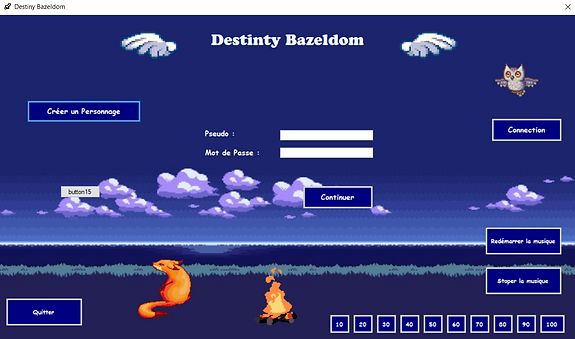 Destiny Bazeldom
Destinty Bazeldom
Créer un Personnage
Pseudo :
Connection
Mot de Passe :
button15
Continuer
Redémarrer la musique
Stoper la musique
Quitter
10 20 30 40 50 60 70 80 90 100